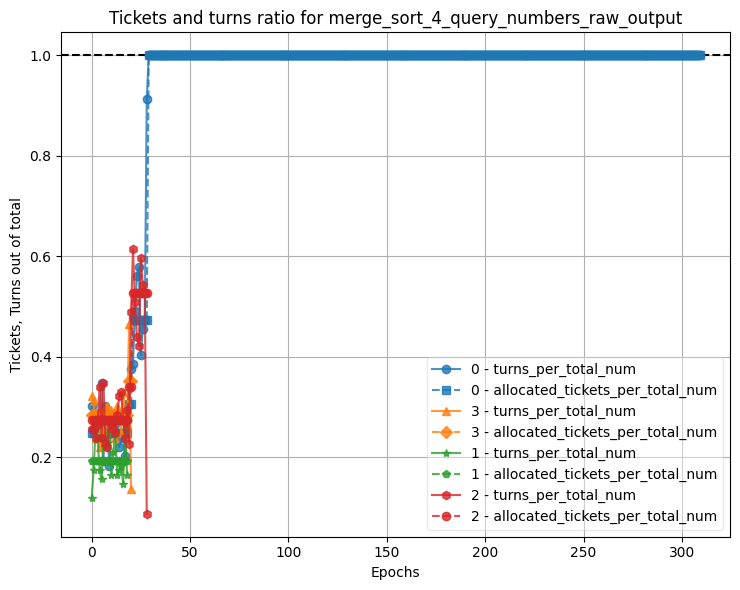 Tickets and turns ratio for merge_sort_4_query_numbers_raw_output
Tickets, Turns out of total
1.0
0.8
0.6
0.4
0.2
0 - turns_per_total_num
0 - allocated_tickets_per_total_num
3 - turns_per_total_num
3 - allocated_tickets_per_total_num
1 - turns_per_total_num
1 - allocated_tickets_per_total_num
2 - turns_per_total_num
2 - allocated_tickets_per_total_num
0 50 100 150 200 250 300
Epochs